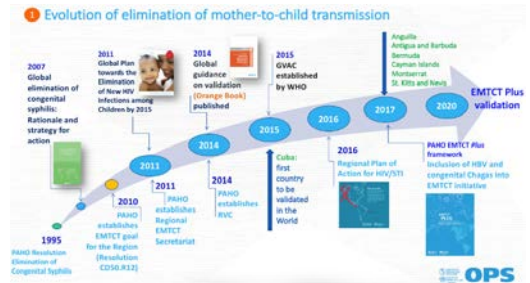 1 Evolution of elimination of mother-to-child transmission
2007
Global
elimination of
congenital
syphilis:
Rationale and
strategy for
action
2011
Global Plan
towards the
Elimination
of New HIV
Infections among
Children by 2015
2014
Global
guidance on
validation
(Orange Book)
published
2015
GVAC
established
by WHO
Anguilla
Antigua and Barbuda
Bermuda
Cayman Islands
Montserrat
St. Kitts and Nevis
EMTCT Plus
validation
2011
2014
2015
2016
2017
2020
1995
PAHO Resolution
Elimination of
Congenital Syphilis
2010
PAHO
establishes
EMTCT goal
for the Region
(Resolution
CD50.R12)
2011
PAHO
establishes
Regional
EMTCT
Secretariat
2014
PAHO
establishes
RVC
Cuba:
first
country
to be
validated
in the
World
2016
Regional Plan
of Action for HIV/STI
PAHO EMTCT Plus
framework
Inclusion of HBV and
congenital Chagas into
EMTCT initiative
OPS